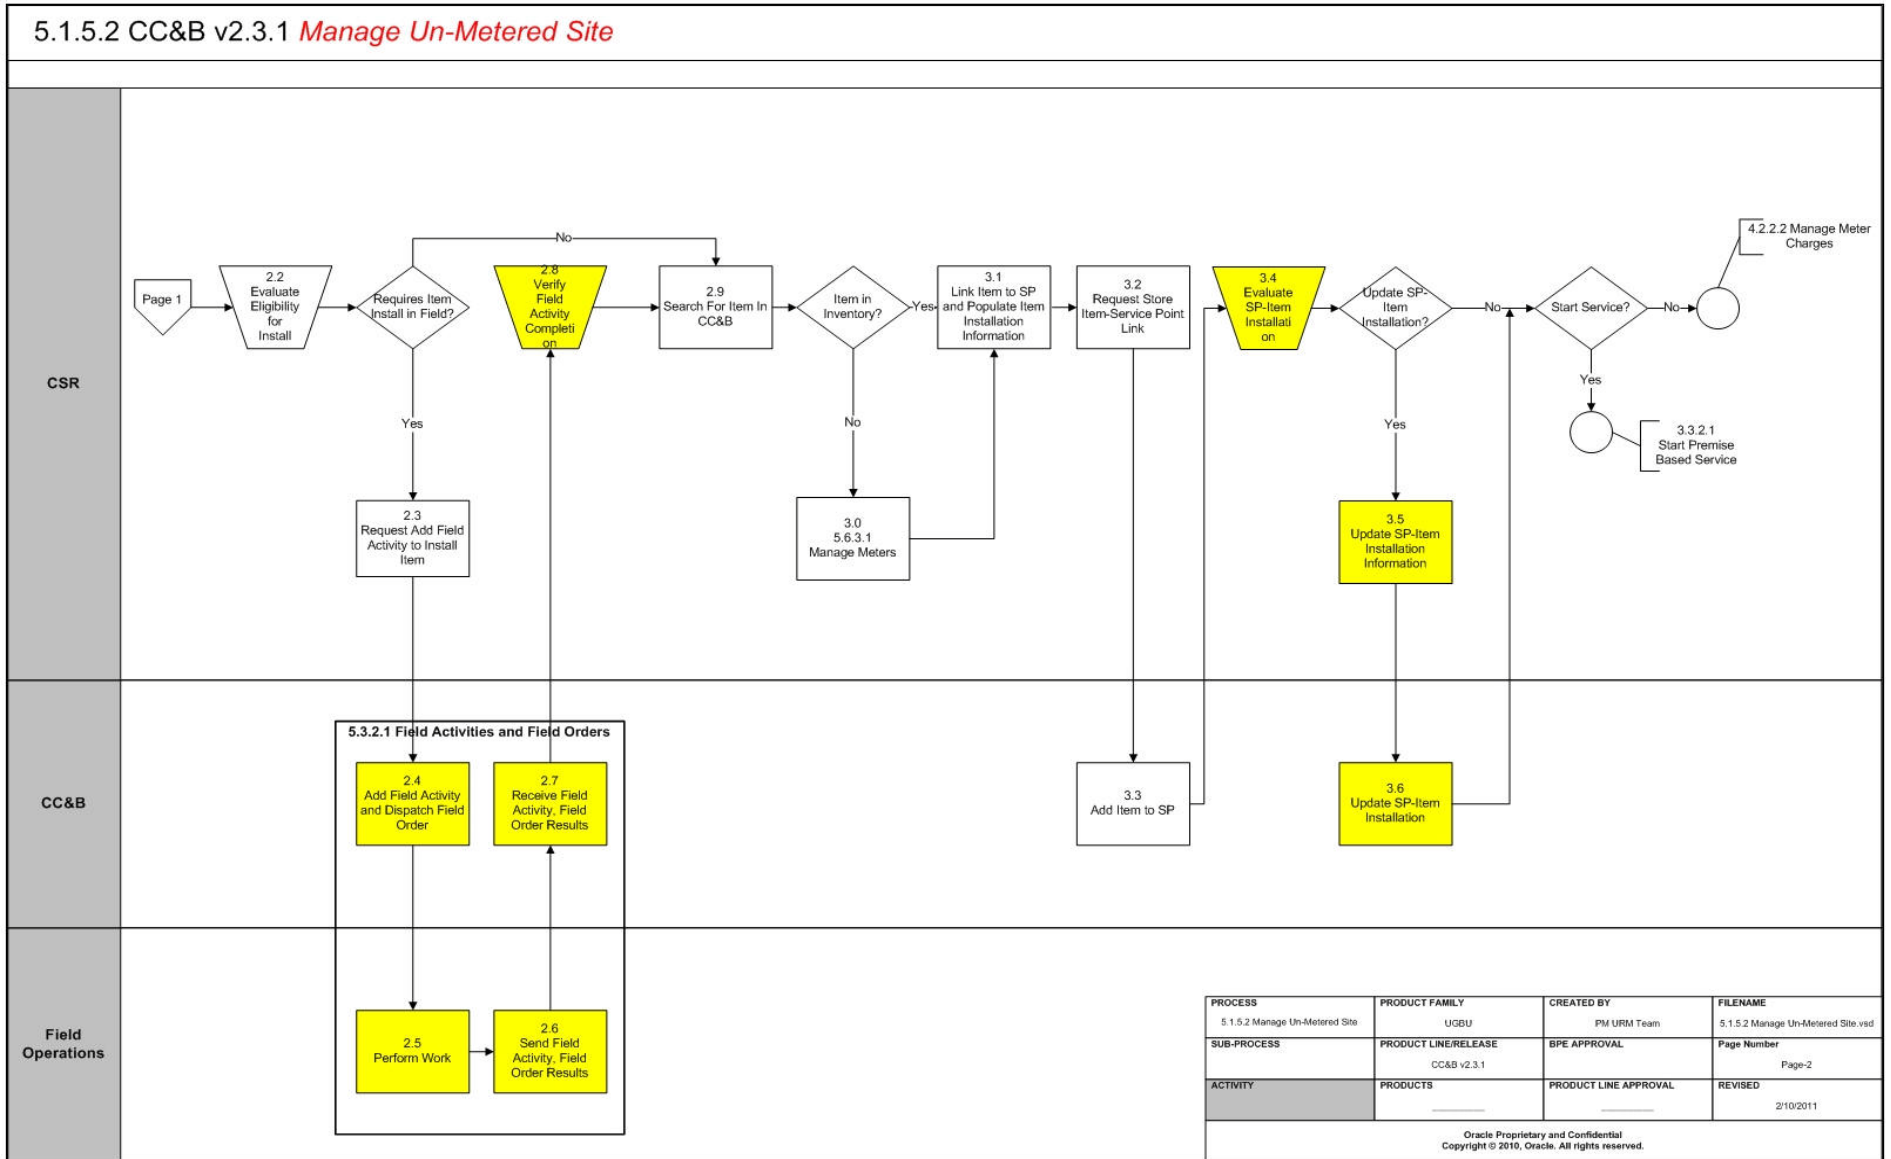 5.1.5.2 CC&B v2.3.1 Manage Un-Metered Site
CSR
Page 1
2.2
Evaluate
Eligibility
for
Install
Requires Item
Install in Field?
No
Yes
2.3
Request Add Field
Activity to Install
Item
2.8
Verify
Field
Activity
Completi
on
2.9
Search For Item In
CC&B
Item in
Inventory?
Yes
No
3.0
5.6.3.1
Manage Meters
3.1
Link Item to SP
and Populate Item
Installation
Information
3.2
Request Store
Item-Service Point
Link
3.4
Evaluate
SP-Item
Installati
on
Update SP-
Item
Installation?
No
Yes
3.5
Update SP-Item
Installation
Information
Start Service?
No
Yes
4.2.2.2 Manage Meter
Charges
3.3.2.1
Start Premise
Based Service
CC&B
5.3.2.1 Field Activities and Field Orders
2.4
Add Field Activity
and Dispatch Field
Order
2.7
Receive Field
Activity, Field
Order Results
3.3
Add Item to SP
3.6
Update SP-Item
Installation
Field
Operations
2.5
Perform Work
2.6
Send Field
Activity, Field
Order Results
PROCESS
5.1.5.2 Manage Un-Metered Site
PRODUCT FAMILY
UGBU
CREATED BY
PM URM Team
FILENAME
5.1.5.2 Manage Un-Metered Site.vsd
SUB-PROCESS
PRODUCT LINE/RELEASE
CC&B v2.3.1
BPE APPROVAL
Page Number
Page-2
ACTIVITY
PRODUCTS
PRODUCT LINE APPROVAL
REVISED
2/10/2011
Oracle Proprietary and Confidential
Copyright © 2010, Oracle. All rights reserved.